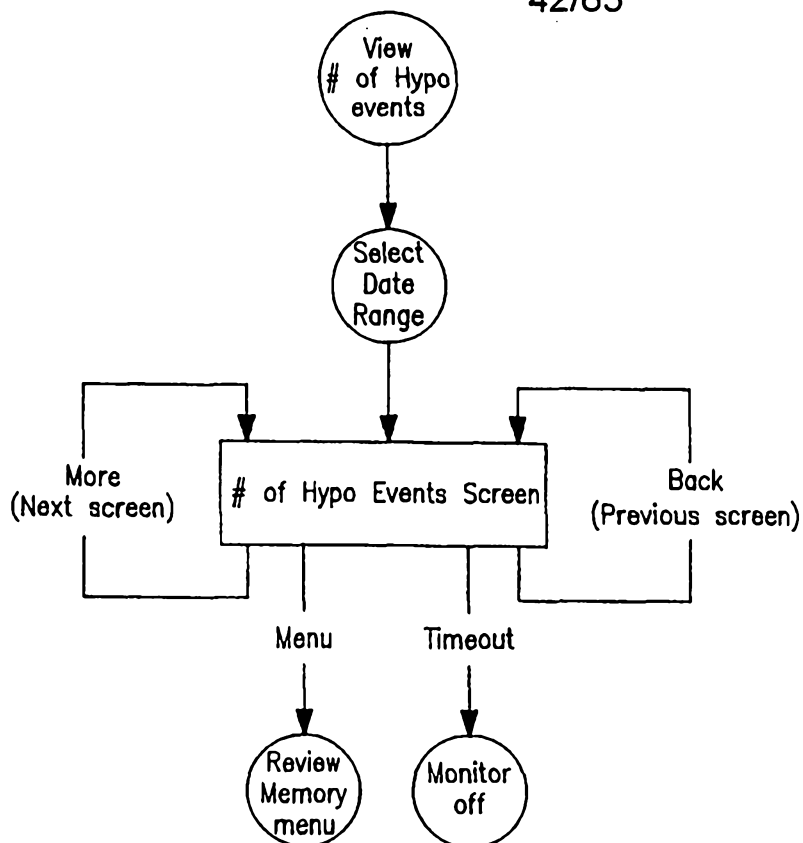 42/65
View
# of Hypo
events
Select
Date
Range
More
(Next screen)
# of Hypo Events Screen
Back
(Previous screen)
Menu
Timeout
Review
Memory
menu
Monitor
off